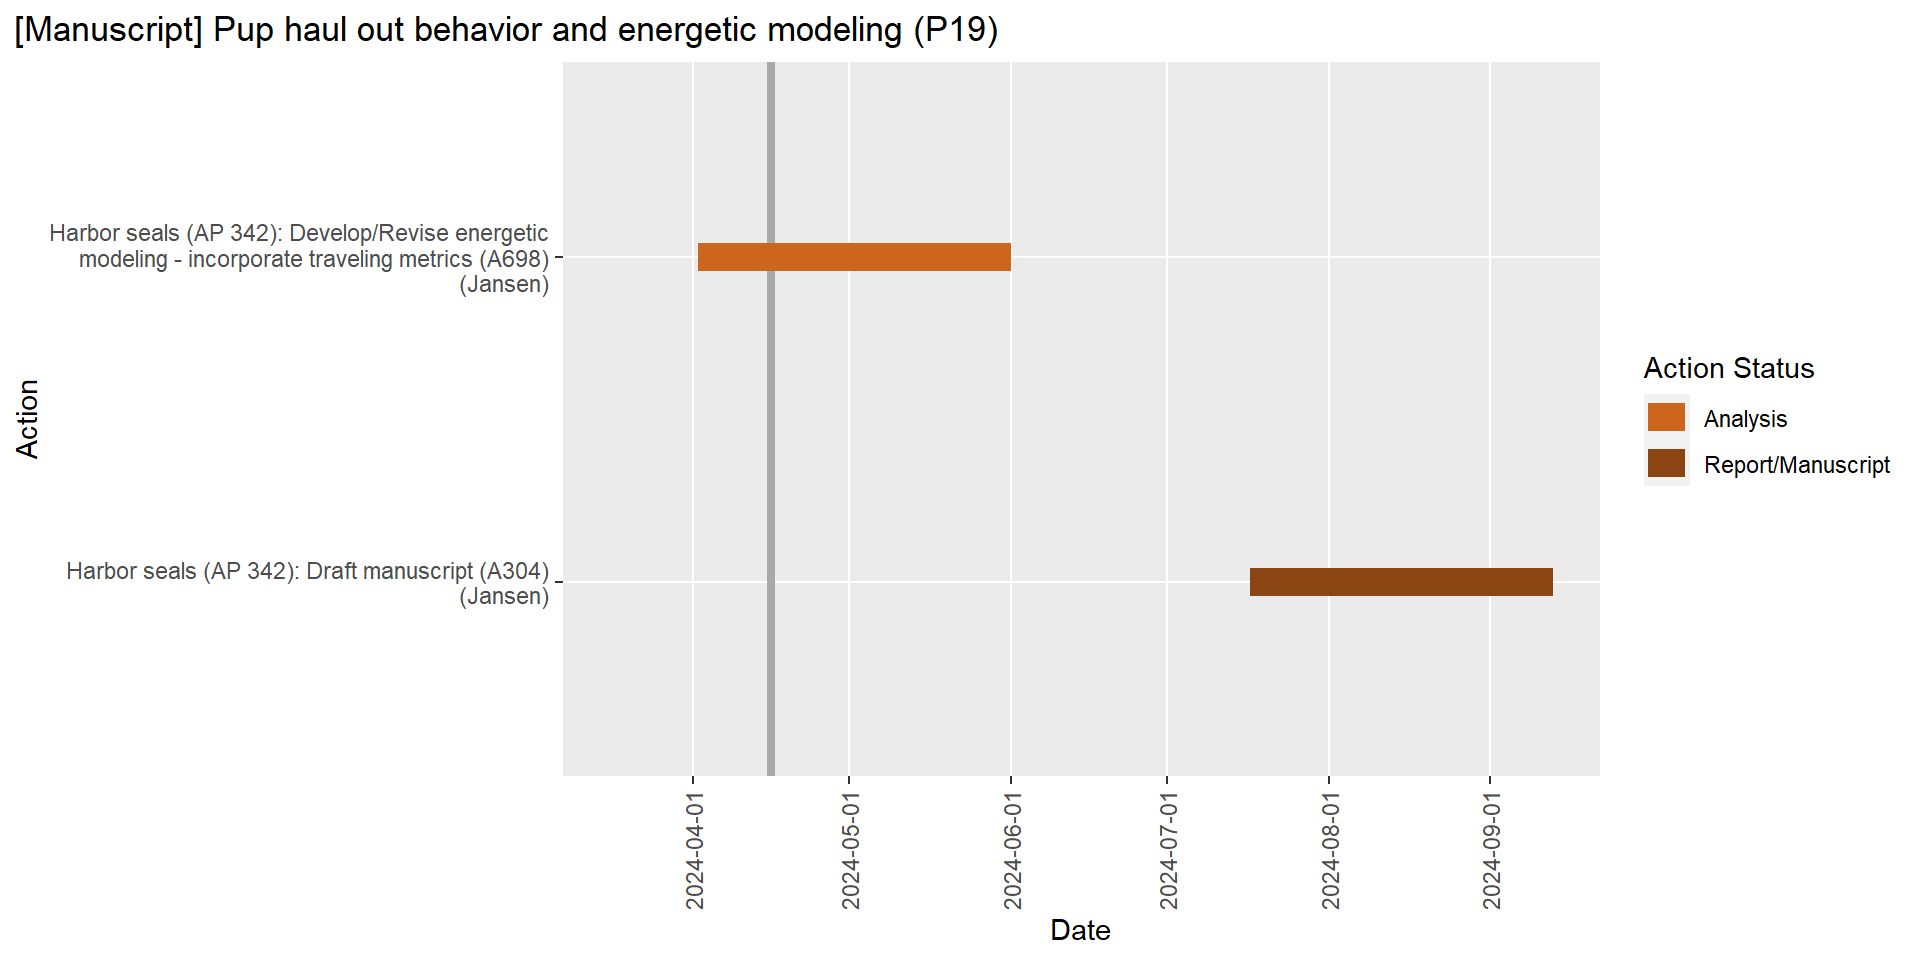 [Manuscript] Pup haul out behavior and energetic modeling (P19)
Harbor seals (AP 342): Develop/Revise energetic
modeling - incorporate traveling metrics (A698)
(Jansen)
Action
Harbor seals (AP 342): Draft manuscript (A304)
(Jansen)
Action Status
Analysis
Report/Manuscript
2024-04-01
2024-05-01
2024-06-01
2024-07-01
2024-08-01
2024-09-01
Date